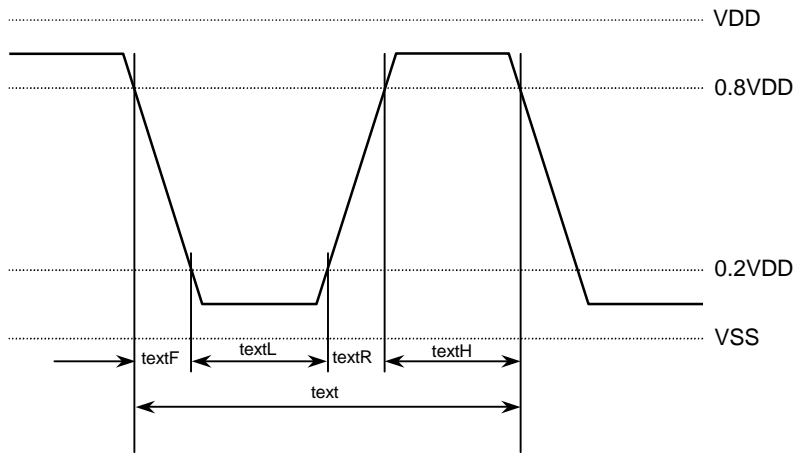 VDD
0.8VDD
0.2VDD
VSS
textF
textL
textR
textH
text